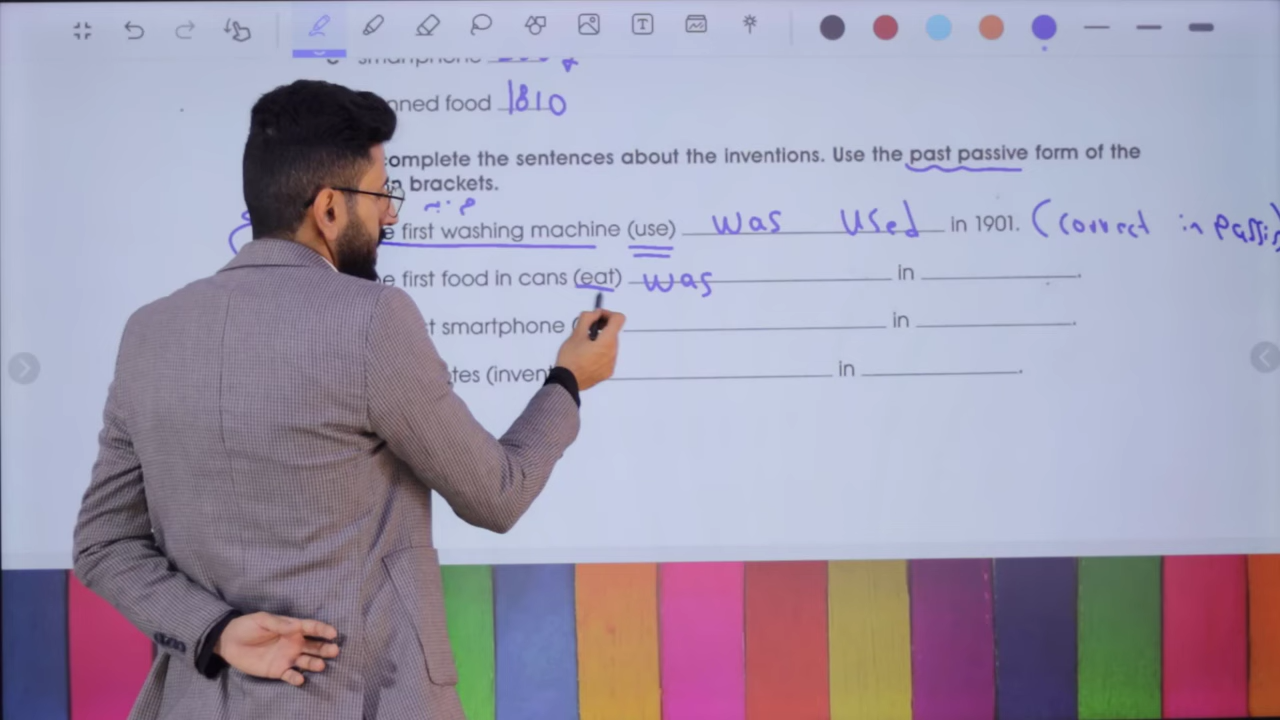 smartphone
nned food 1810
omplete the sentences about the inventions. Use the past passive form of the
n brackets.
م.به
e first washing machine (use) was used in 1901. (correct in passi
e first food in cans (eat) was in
t smartphone ( in
tes (inven in